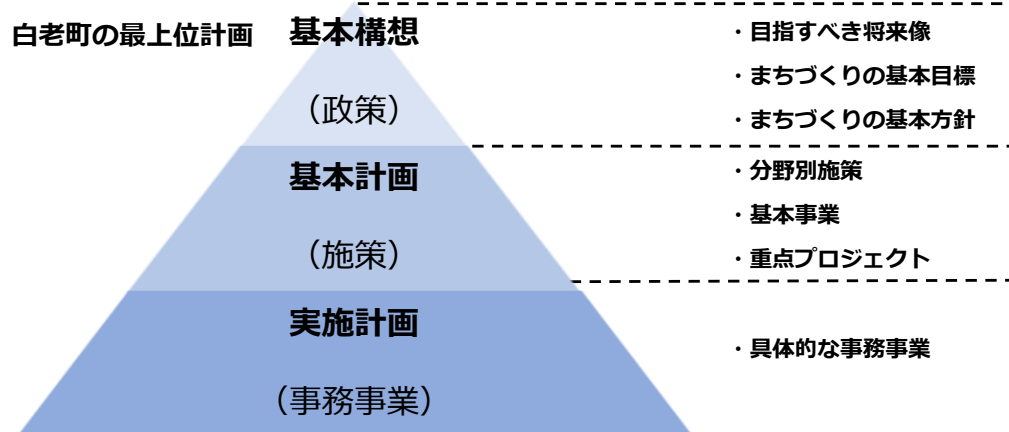 白老町の最上位計画
基本構想
（政策）
・目指すべき将来像
・まちづくりの基本目標
・まちづくりの基本方針
基本計画
（施策）
・分野別施策
・基本事業
・重点プロジェクト
実施計画
（事務事業）
・具体的な事務事業